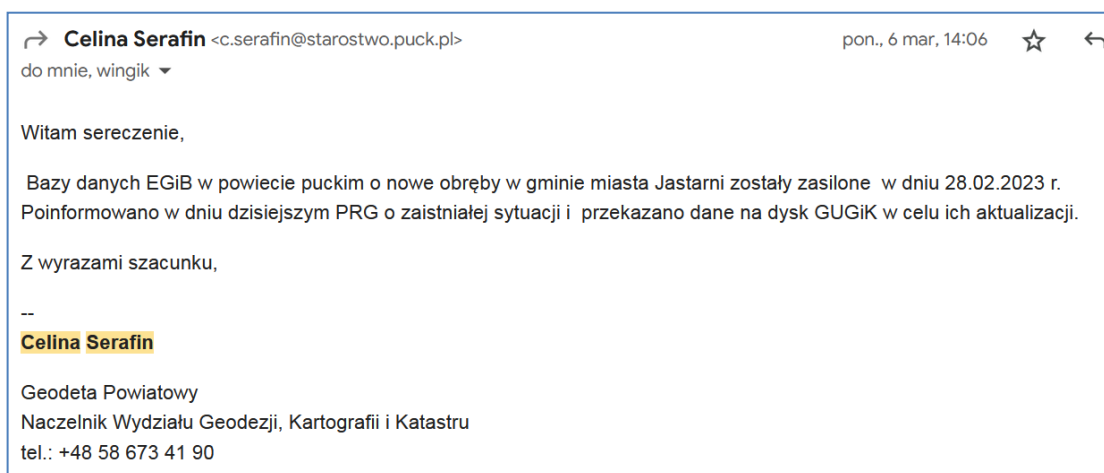 Celina Serafin <c.serafin@starostwo.puck.pl>
pon., 6 mar, 14:06
do mnie, wingik
Witam sereczenie,
Bazy danych EGiB w powiecie puckim o nowe obręby w gminie miasta Jastarni zostały zasilone w dniu 28.02.2023 r.
Poinformowano w dniu dzisiejszym PRG o zaistniałej sytuacji i przekazano dane na dysk GUGiK w celu ich aktualizacji.
Z wyrazami szacunku,
--
Celina Serafin
Geodeta Powiatowy
Naczelnik Wydziału Geodezji, Kartografii i Katastru
tel.: +48 58 673 41 90